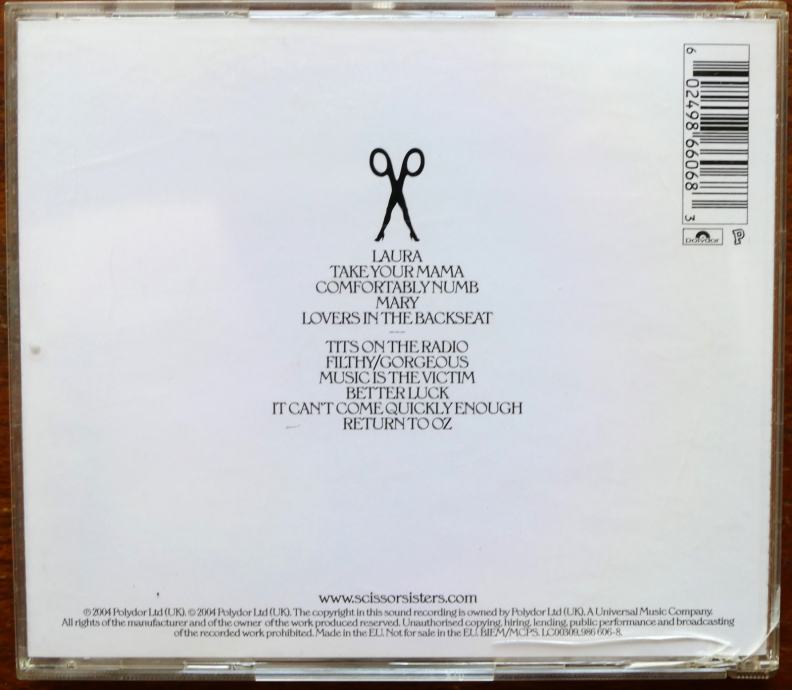 6 02498 66068 3
polydor
P
LAURA
TAKE YOUR MAMA
COMFORTABLY NUMB
MARY
LOVERS IN THE BACKSEAT
TITS ON THE RADIO
FILTHY/GORGEOUS
MUSIC IS THE VICTIM
BETTER LUCK
IT CAN'T COME QUICKLY ENOUGH
RETURN TO OZ
www.scissorsisters.com
℗ 2004 Polydor Ltd (UK). © 2004 Polydor Ltd (UK). The copyright in this sound recording is owned by Polydor Ltd (UK). A Universal Music Company.
All rights of the manufacturer and of the owner of the work produced reserved. Unauthorised copying, hiring, lending, public performance and broadcasting
of the recorded work prohibited. Made in the EU. Not for sale in the EU. BIEM/MCPS. LC00309. 986 606-8.